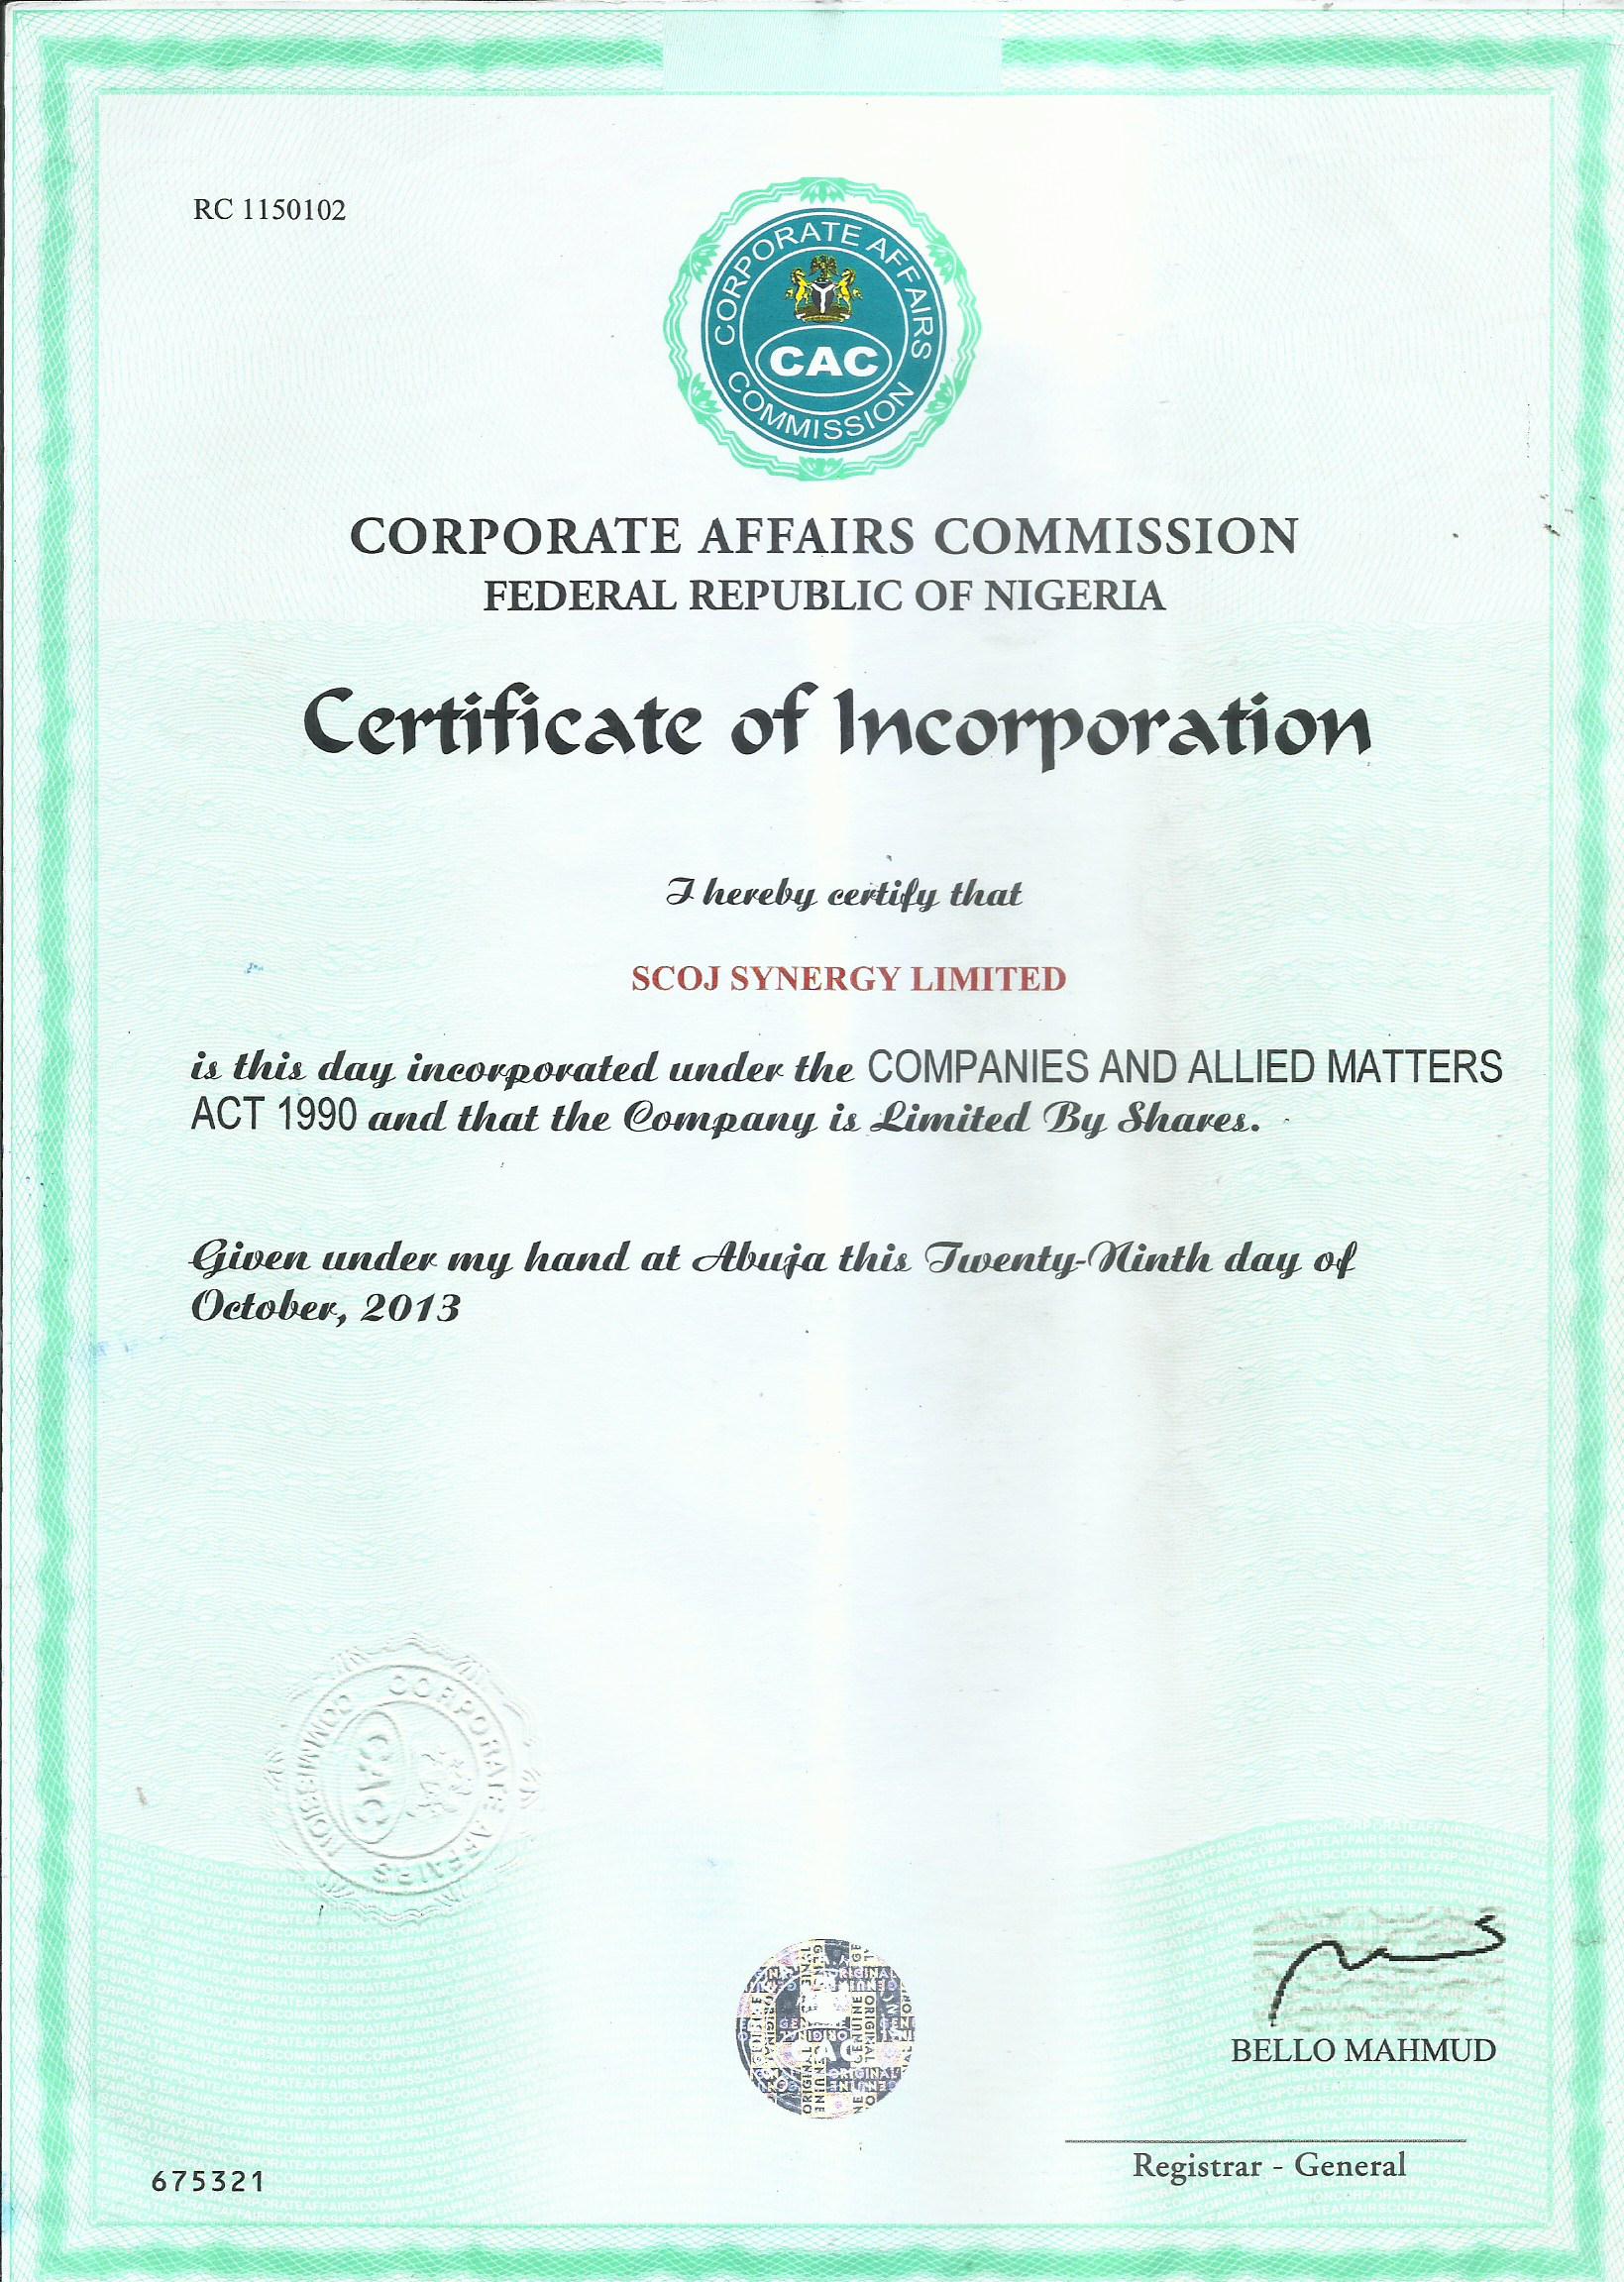 RC 1150102
CORPORATE AFFAIRS
CAC
COMMISSION
CORPORATE AFFAIRS COMMISSION
FEDERAL REPUBLIC OF NIGERIA
Certificate of Incorporation
I hereby certify that
SCOJ SYNERGY LIMITED
is this day incorporated under the COMPANIES AND ALLIED MATTERS
ACT 1990 and that the Company is Limited By Shares.
Given under my hand at Abuja this Twenty-Ninth day of
October, 2013
CORPORATE AFFAIRS
CAC
COMMISSION
CAC
ORIGINAL
GENUINE
BELLO MAHMUD
Registrar - General
675321